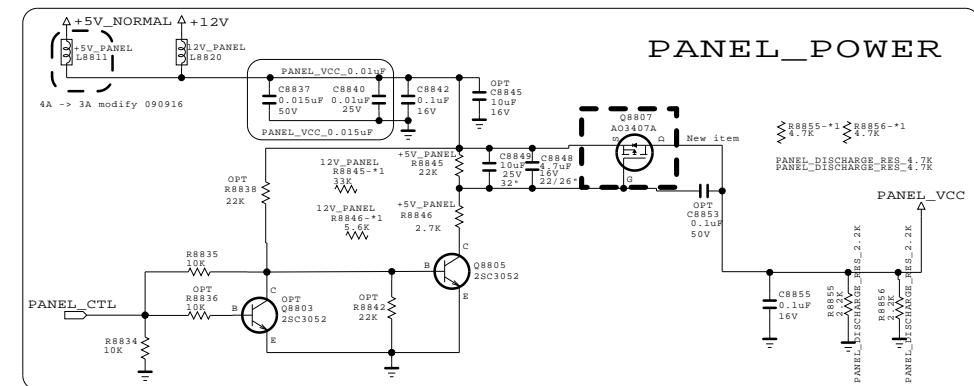 +5V_NORMAL
+12V
PANEL_POWER
+5V_PANEL
L8811
12V_PANEL
L8820
4A -> 3A modify 090916
PANEL_VCC_0.01uF
C8837
0.015uF
50V
C8840
0.01uF
25V
PANEL_VCC_0.015uF
C8842
0.1uF
16V
OPT
C8845
10uF
16V
Q8807
AO3407A
S
D
G
New item
R8855-*1
4.7K
R8856-*1
4.7K
PANEL_DISCHARGE_RES_4.7K
PANEL_DISCHARGE_RES_4.7K
OPT
R8838
22K
12V_PANEL
R8845-*1
33K
+5V_PANEL
R8845
22K
C8849
10uF
25V
32"
C8848
4.7uF
16V
22/26"
12V_PANEL
R8846-*1
5.6K
+5V_PANEL
R8846
2.7K
OPT
C8853
0.1uF
50V
PANEL_VCC
R8835
10K
OPT
R8836
10K
PANEL_CTL
B
C
E
OPT
Q8803
2SC3052
OPT
R8842
22K
B
C
E
Q8805
2SC3052
R8834
10K
C8855
0.1uF
16V
R8855
2.2K
PANEL_DISCHARGE_RES_2.2K
R8856
2.2K
PANEL_DISCHARGE_RES_2.2K